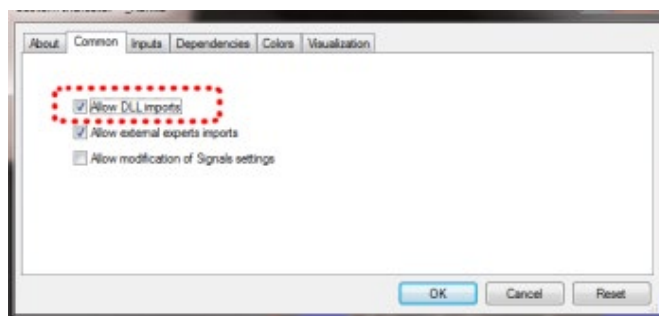 About Common Inputs Dependencies Colors Visualization
Allow DLL imports
Allow external experts imports
Allow modification of Signals settings
OK Cancel Reset